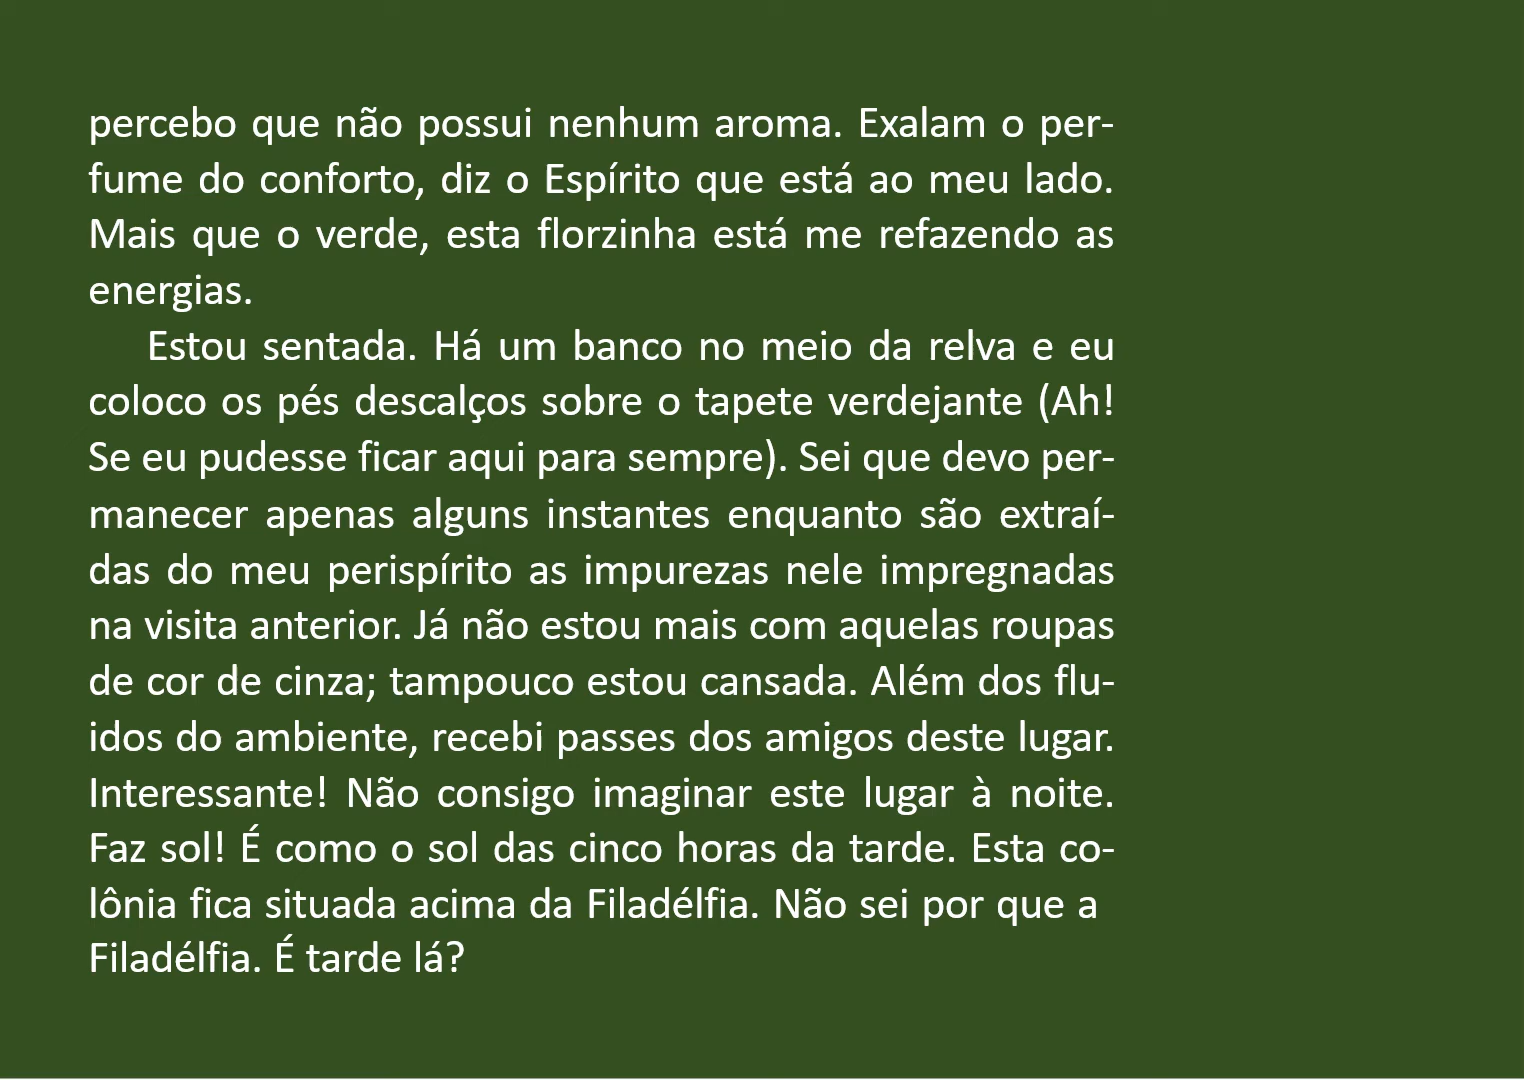 percebo que não possui nenhum aroma. Exalam o per-
fume do conforto, diz o Espírito que está ao meu lado.
Mais que o verde, esta florzinha está me refazendo as
energias.
Estou sentada. Há um banco no meio da relva e eu
coloco os pés descalços sobre o tapete verdejante (Ah!
Se eu pudesse ficar aqui para sempre). Sei que devo per-
manecer apenas alguns instantes enquanto são extraí-
das do meu perispírito as impurezas nele impregnadas
na visita anterior. Já não estou mais com aquelas roupas
de cor de cinza; tampouco estou cansada. Além dos flu-
idos do ambiente, recebi passes dos amigos deste lugar.
Interessante! Não consigo imaginar este lugar à noite.
Faz sol! É como o sol das cinco horas da tarde. Esta co-
lônia fica situada acima da Filadélfia. Não sei por que a
Filadélfia. É tarde lá?